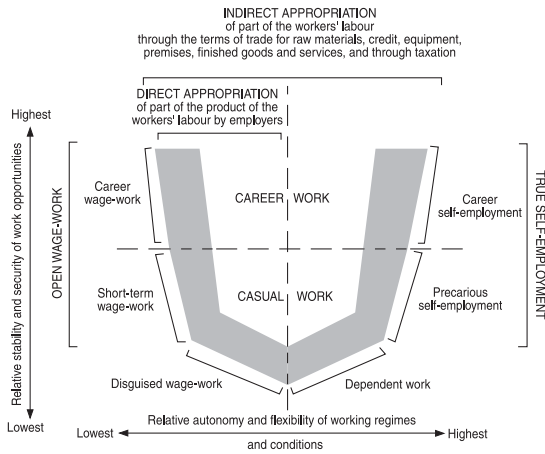 INDIRECT APPROPRIATION
of part of the workers' labour
through the terms of trade for raw materials, credit, equipment,
premises, finished goods and services, and through taxation
DIRECT APPROPRIATION
of part of the product of the
workers' labour by employers
Highest
Relative stability and security of work opportunities
Lowest
OPEN WAGE-WORK
Career
wage-work
CAREER WORK
Career
self-employment
TRUE SELF-EMPLOYMENT
Short-term
wage-work
CASUAL WORK
Precarious
self-employment
Disguised wage-work
Dependent work
Relative autonomy and flexibility of working regimes
Lowest
Highest
and conditions